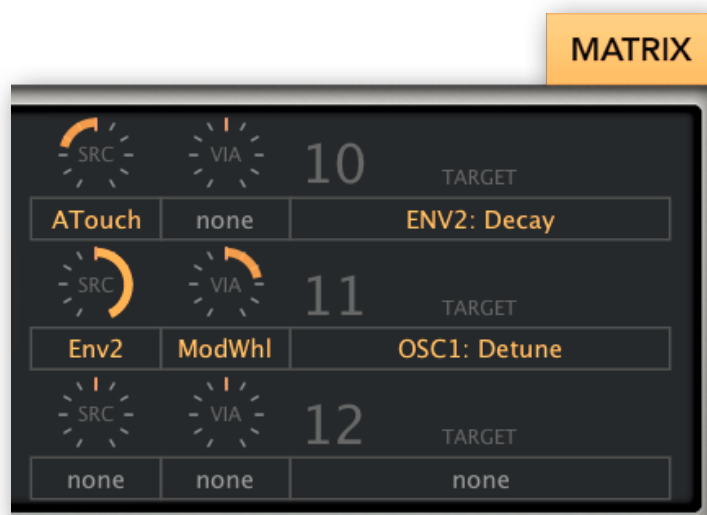 MATRIX
SRC VIA 10 TARGET
ATouch none ENV2: Decay
SRC VIA 11 TARGET
Env2 ModWhl OSC1: Detune
SRC VIA 12 TARGET
none none none